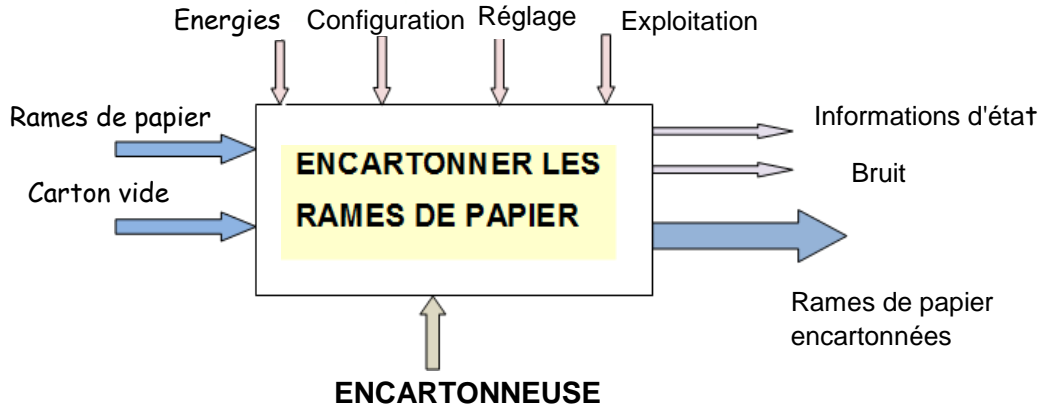 Energies Configuration Réglage Exploitation
Rames de papier
Informations d'état
ENCARTONNER LES
Bruit
Carton vide
RAMES DE PAPIER
Rames de papier
encartonnées
ENCARTONNEUSE